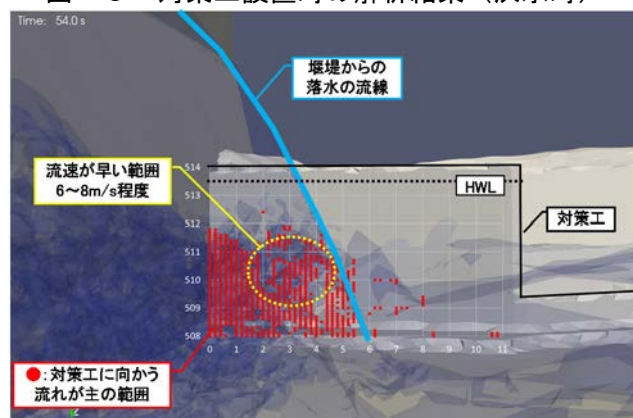 Time: 54.0 s
堰堤からの
落水の流線
流速が早い範囲
6～8m/s程度
514
513
512
511
510
509
508
HWL
対策工
0 1 2 3 4 5 6 7 8 9 10 11
●:対策工に向かう
流れが主の範囲